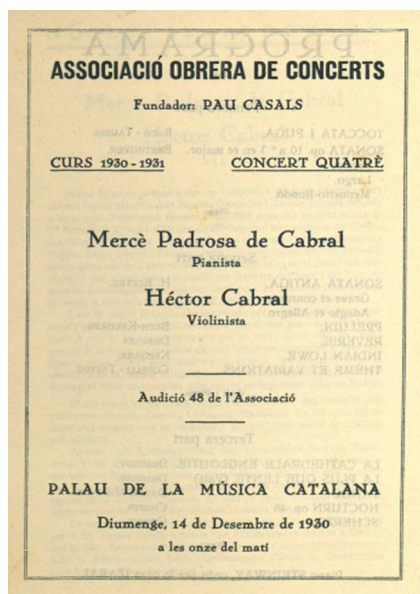 ASSOCIACIÓ OBRERA DE CONCERTS
Fundador: PAU CASALS
CURS 1930 - 1931 CONCERT QUATRÈ
Mercè Padrosa de Cabral
Pianista
Héctor Cabral
Violinista
Audició 48 de l'Associació
PALAU DE LA MÚSICA CATALANA
Diumenge, 14 de Desembre de 1930
a les onze del matí